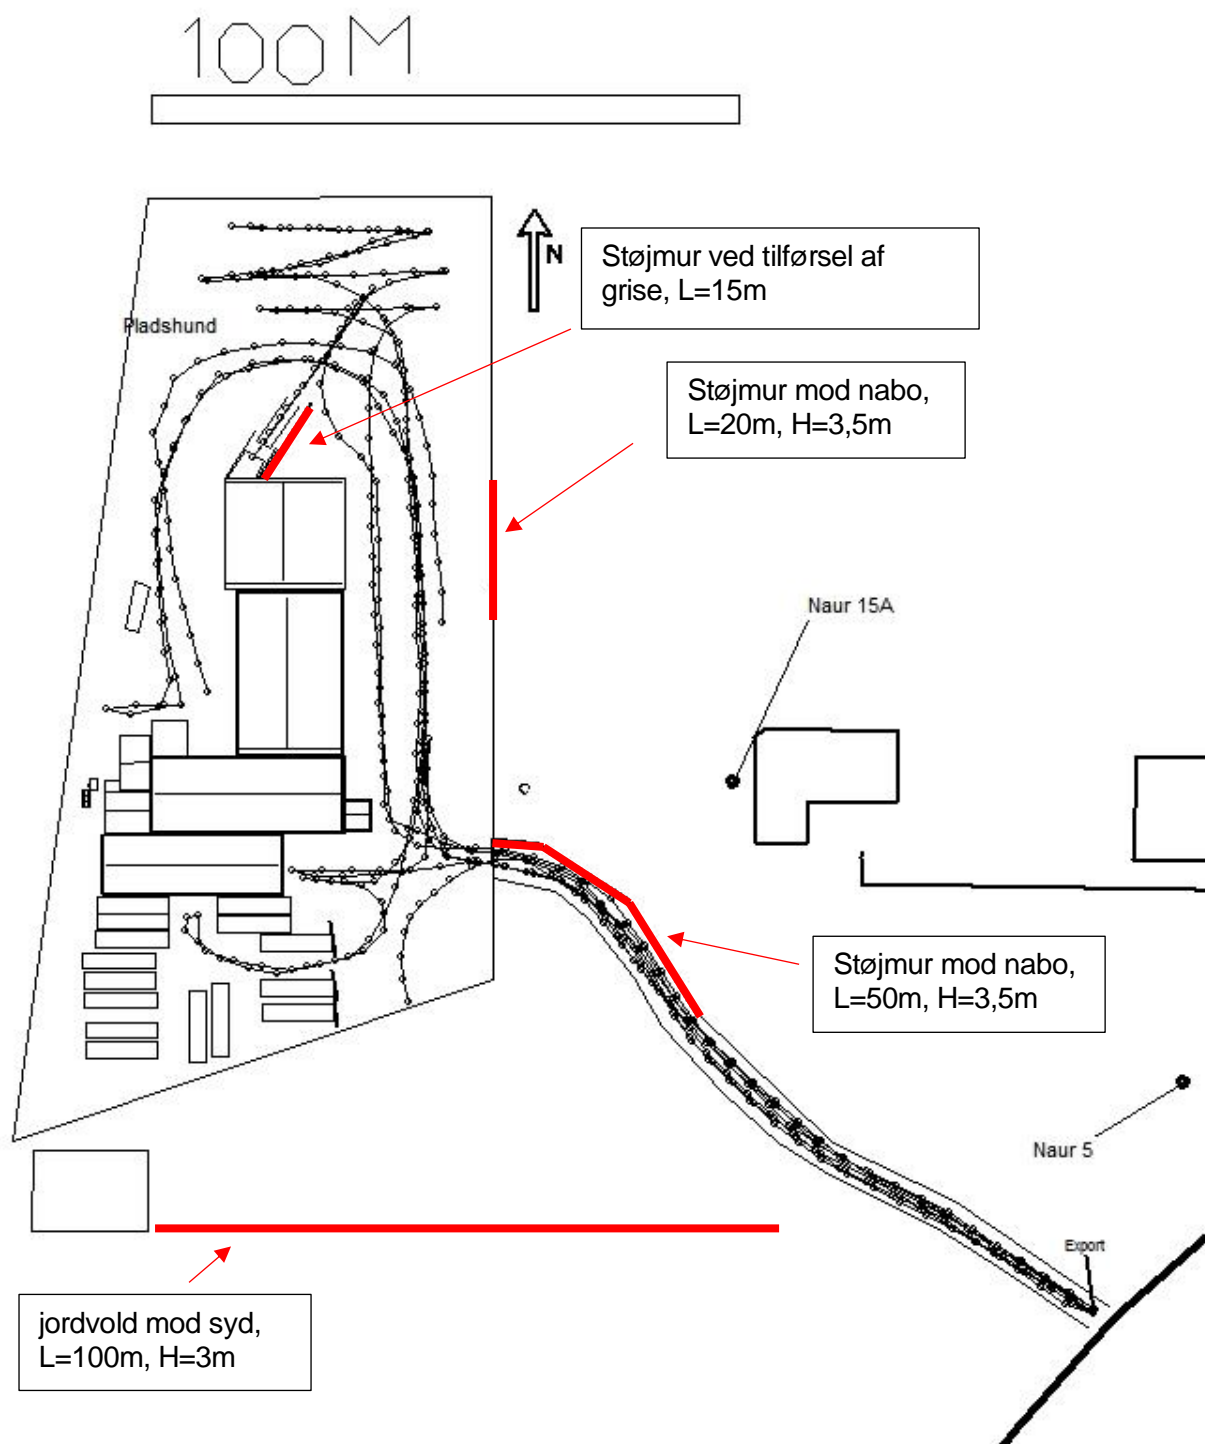 100 M
N
Støjmur ved tilførsel af
grise, L=15m
Pladshund
Støjmur mod nabo,
L=20m, H=3,5m
Naur 15A
Støjmur mod nabo,
L=50m, H=3,5m
Naur 5
Export
jordvold mod syd,
L=100m, H=3m